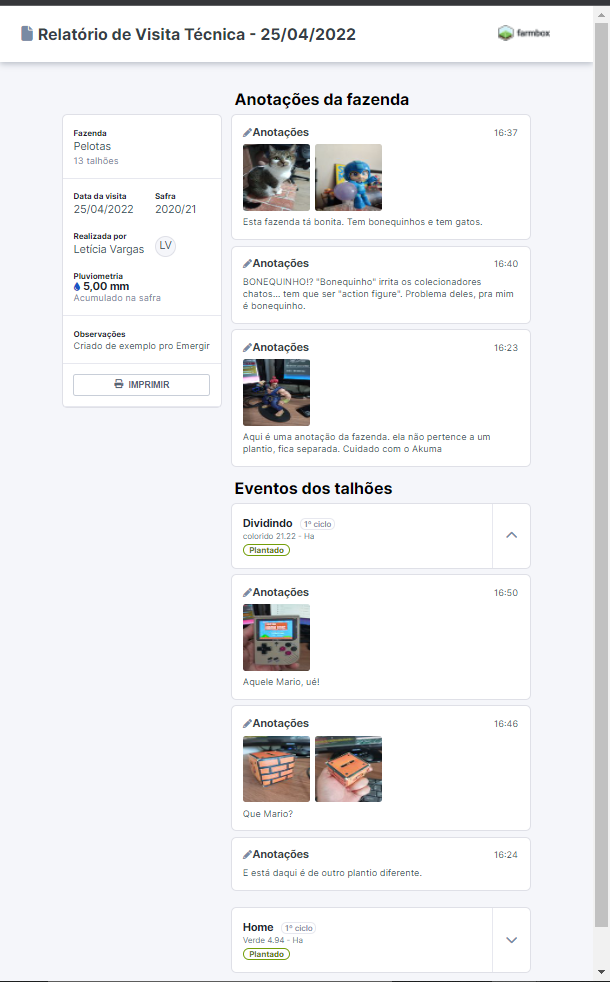 Relatório de Visita Técnica - 25/04/2022
farmbox
Fazenda
Pelotas
13 talhões
Data da visita
Safra
25/04/2022
2020/21
Realizada por
Letícia Vargas
LV
Pluviometria
5,00 mm
Acumulado na safra
Observações
Criado de exemplo pro Emergir
IMPRIMIR
Anotações da fazenda
Anotações
16:37
Esta fazenda tá bonita. Tem bonequinhos e tem gatos.
Anotações
16:40
BONEQUINHO!? "Bonequinho" irrita os colecionadores
chatos... tem que ser "action figure". Problema deles, pra mim
é bonequinho.
Anotações
16:23
Aqui é uma anotação da fazenda. ela não pertence a um
plantio, fica separada. Cuidado com o Akuma
Eventos dos talhões
Dividindo
1º ciclo
colorido 21.22 - Ha
Plantado
Anotações
16:50
Aquele Mario, ué!
Anotações
16:46
Que Mario?
Anotações
16:24
E está daqui é de outro plantio diferente.
Home
1º ciclo
Verde 4.94 - Ha
Plantado